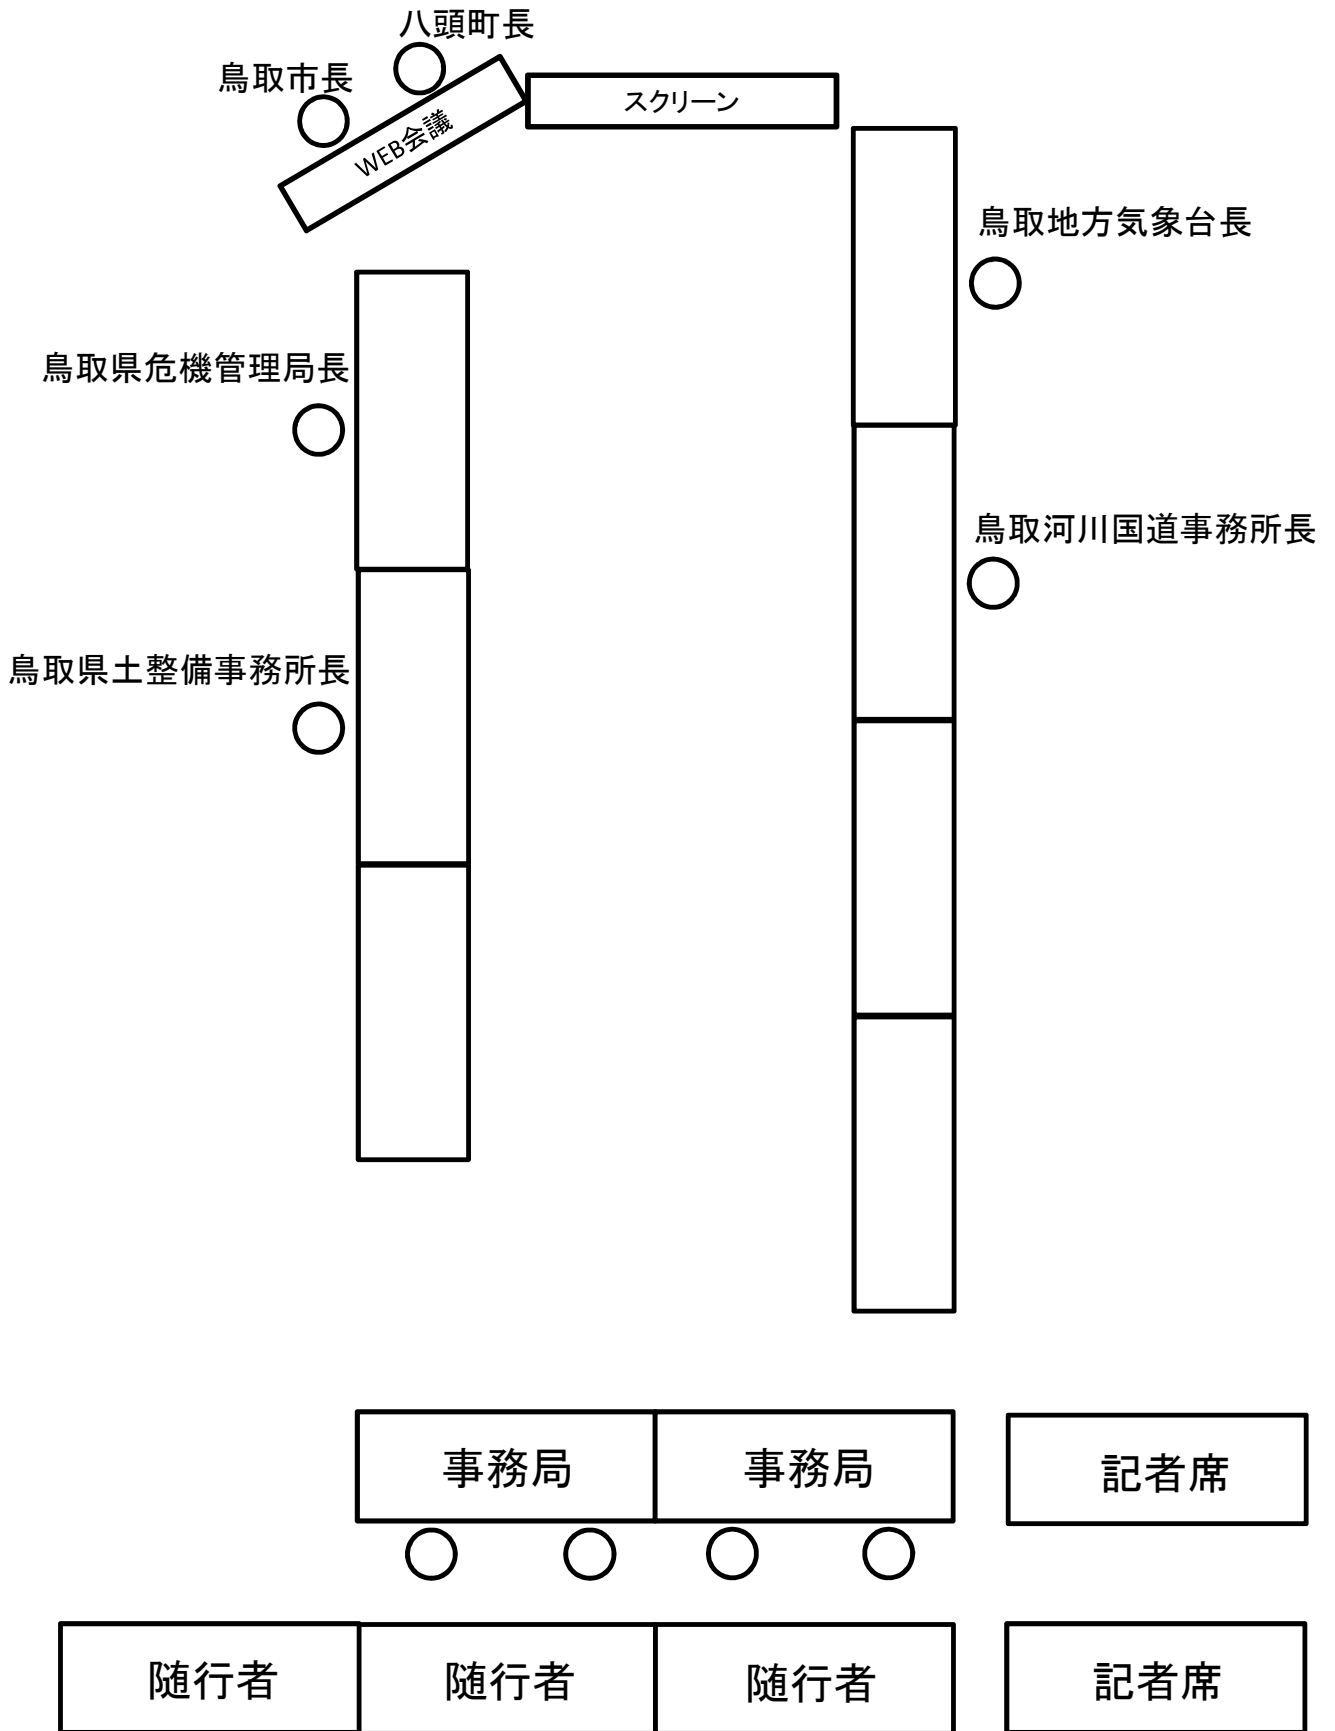 八頭町長
鳥取市長
スクリーン
WEB会議
鳥取地方気象台長
鳥取県危機管理局長
鳥取河川国道事務所長
鳥取県土整備事務所長
事務局
事務局
記者席
随行者
随行者
随行者
記者席